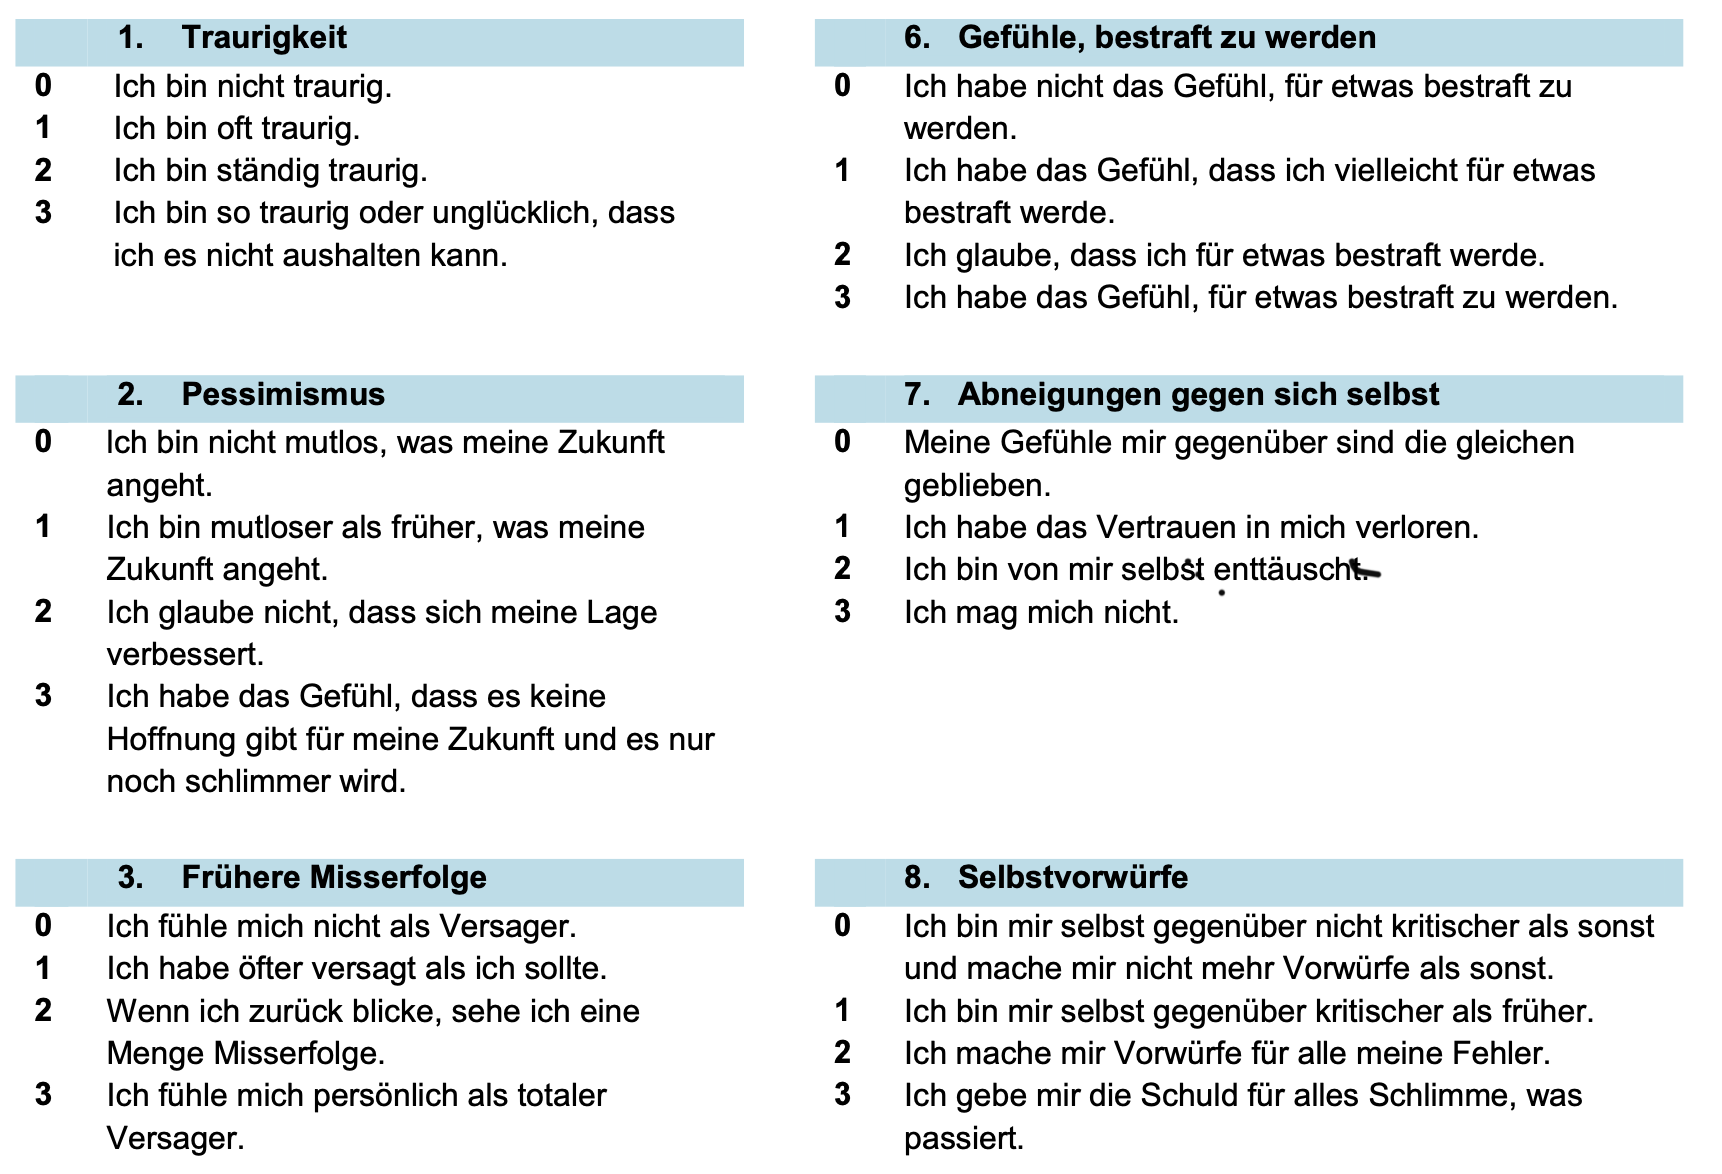 1. Traurigkeit
0 Ich bin nicht traurig.
1 Ich bin oft traurig.
2 Ich bin ständig traurig.
3 Ich bin so traurig oder unglücklich, dass
ich es nicht aushalten kann.
2. Pessimismus
0 Ich bin nicht mutlos, was meine Zukunft
angeht.
1 Ich bin mutloser als früher, was meine
Zukunft angeht.
2 Ich glaube nicht, dass sich meine Lage
verbessert.
3 Ich habe das Gefühl, dass es keine
Hoffnung gibt für meine Zukunft und es nur
noch schlimmer wird.
3. Frühere Misserfolge
0 Ich fühle mich nicht als Versager.
1 Ich habe öfter versagt als ich sollte.
2 Wenn ich zurück blicke, sehe ich eine
Menge Misserfolge.
3 Ich fühle mich persönlich als totaler
Versager.
6. Gefühle, bestraft zu werden
0 Ich habe nicht das Gefühl, für etwas bestraft zu
werden.
1 Ich habe das Gefühl, dass ich vielleicht für etwas
bestraft werde.
2 Ich glaube, dass ich für etwas bestraft werde.
3 Ich habe das Gefühl, für etwas bestraft zu werden.
7. Abneigungen gegen sich selbst
0 Meine Gefühle mir gegenüber sind die gleichen
geblieben.
1 Ich habe das Vertrauen in mich verloren.
2 Ich bin von mir selbst enttäuscht.
3 Ich mag mich nicht.
8. Selbstvorwürfe
0 Ich bin mir selbst gegenüber nicht kritischer als sonst
und mache mir nicht mehr Vorwürfe als sonst.
1 Ich bin mir selbst gegenüber kritischer als früher.
2 Ich mache mir Vorwürfe für alle meine Fehler.
3 Ich gebe mir die Schuld für alles Schlimme, was
passiert.